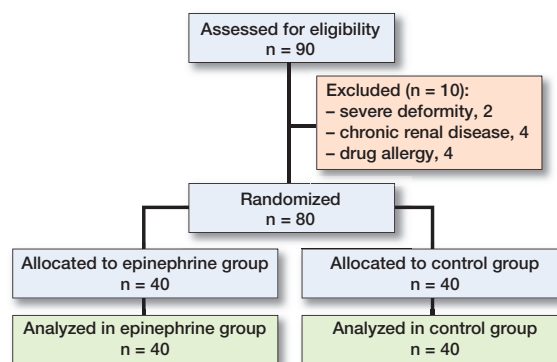 Assessed for eligibility
n = 90
Excluded (n = 10):
– severe deformity, 2
– chronic renal disease, 4
– drug allergy, 4
Randomized
n = 80
Allocated to epinephrine group
n = 40
Allocated to control group
n = 40
Analyzed in epinephrine group
n = 40
Analyzed in control group
n = 40